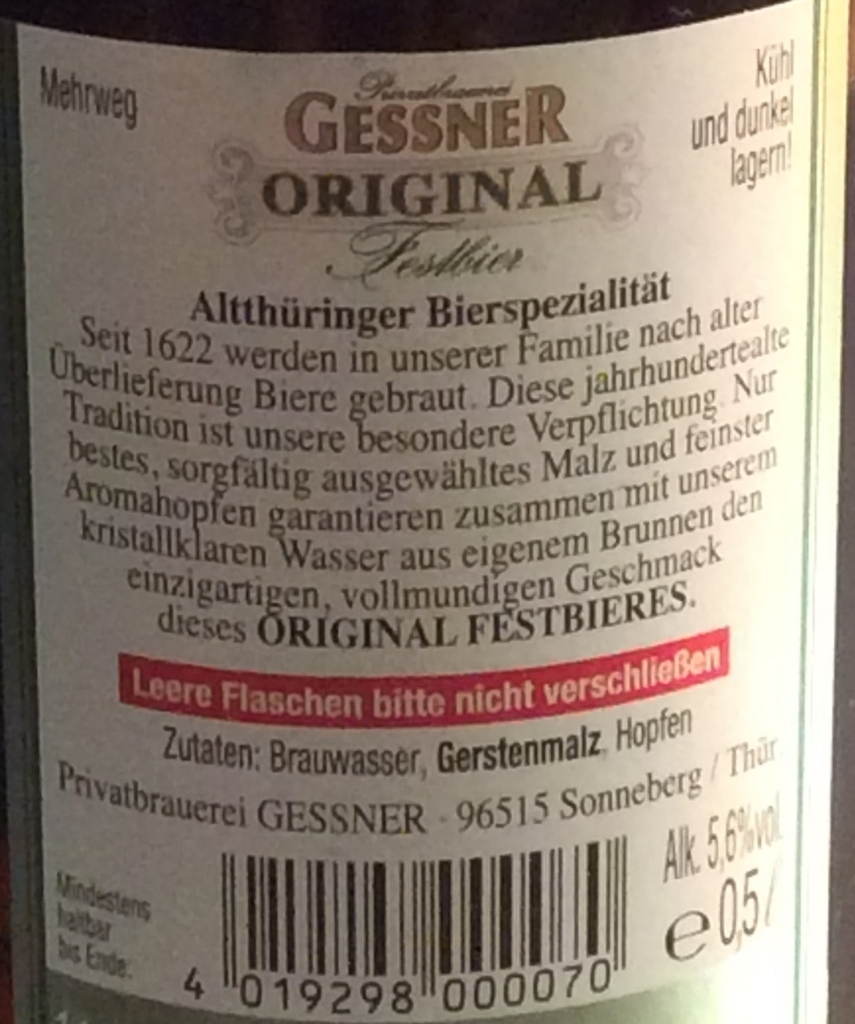 Mehrweg
Kühl
und dunkel
lagern!
Privatbrauerei
GESSNER
ORIGINAL
Festbier
Altthüringer Bierspezialität
Seit 1622 werden in unserer Familie nach alter
Überlieferung Biere gebraut. Diese jahrhundertealte
Tradition ist unsere besondere Verpflichtung. Nur
bestes, sorgfältig ausgewähltes Malz und feinster
Aromahopfen garantieren zusammen mit unserem
kristallklaren Wasser aus eigenem Brunnen den
einzigartigen, vollmundigen Geschmack
dieses ORIGINAL FESTBIERES.
Leere Flaschen bitte nicht verschließen
Zutaten: Brauwasser, Gerstenmalz, Hopfen
Privatbrauerei GESSNER · 96515 Sonneberg / Thür.
Alk. 5,6%vol.
e 0,5l
Mindestens
haltbar
bis Ende:
4 019298 000070